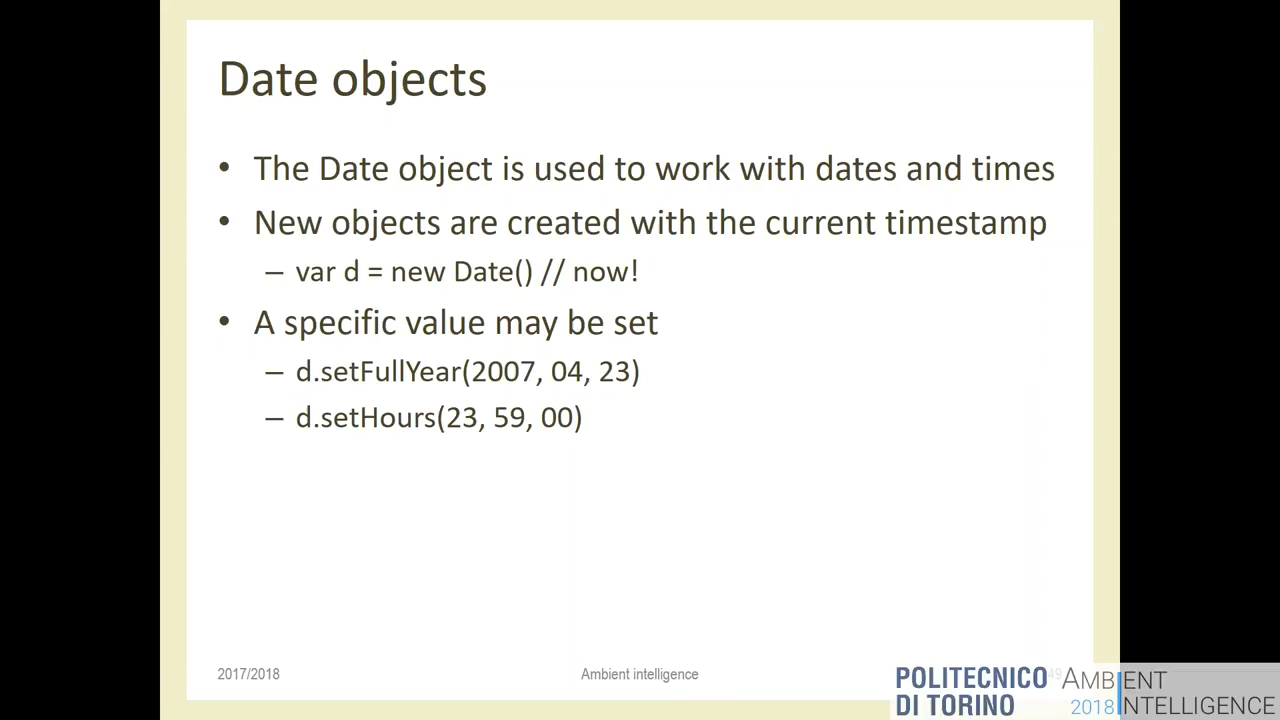 Date objects
• The Date object is used to work with dates and times
• New objects are created with the current timestamp
– var d = new Date() // now!
• A specific value may be set
– d.setFullYear(2007, 04, 23)
– d.setHours(23, 59, 00)
2017/2018
Ambient intelligence
49
POLITECNICO
DI TORINO
AMBIENT
2018 INTELLIGENCE